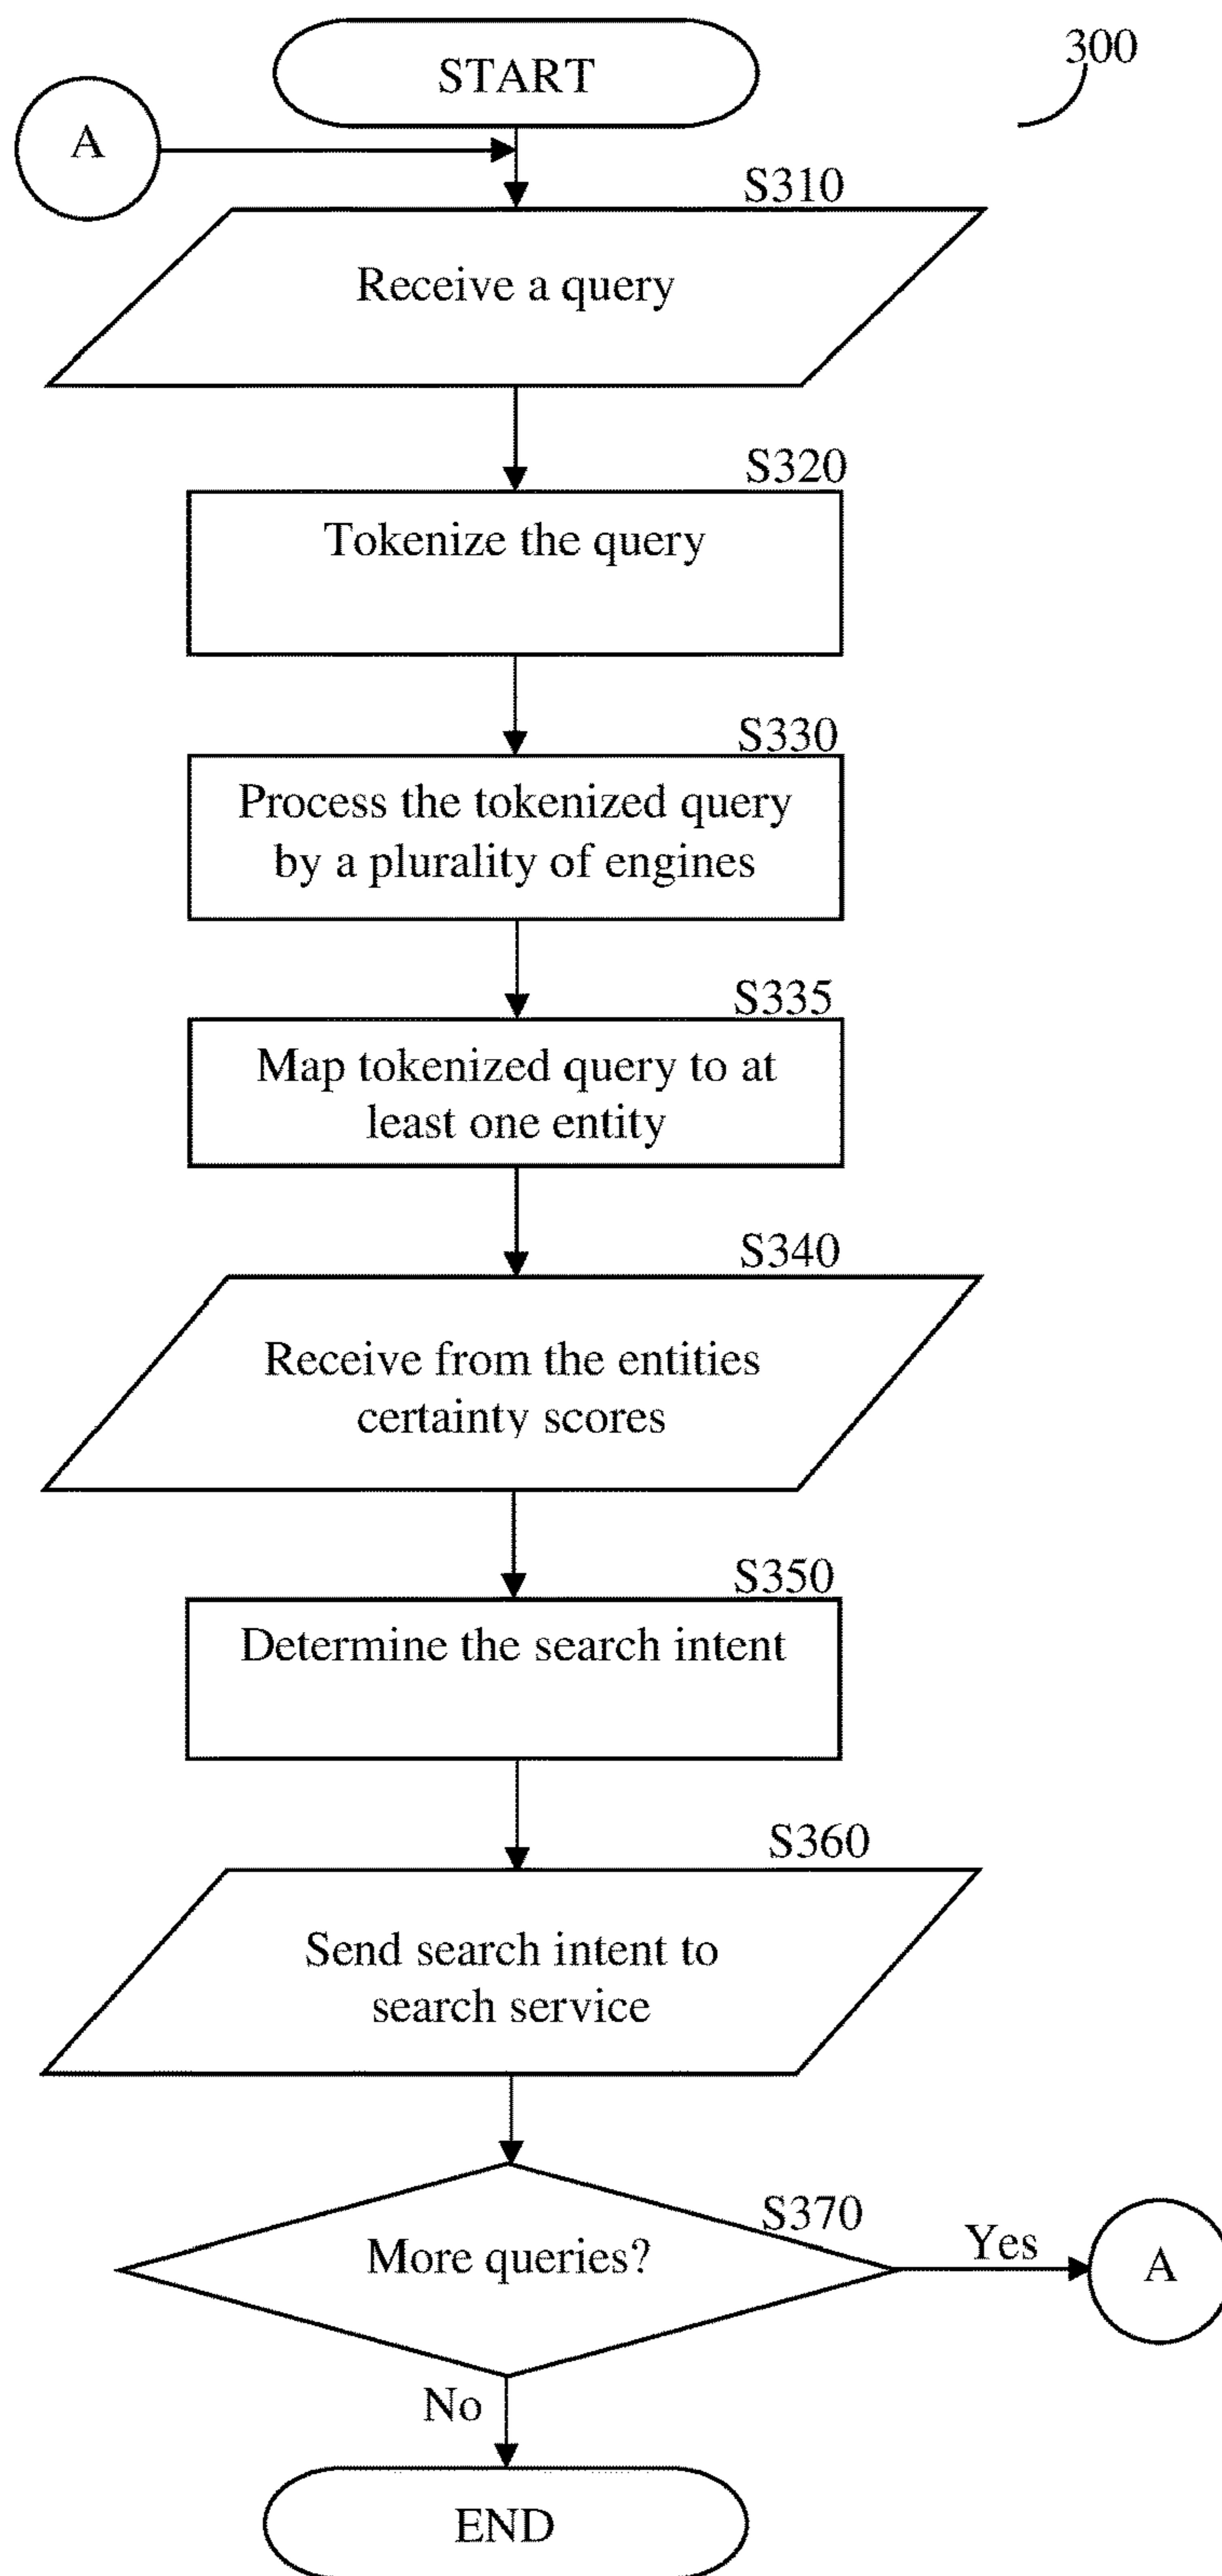 START
300
A
S310
Receive a query
S320
Tokenize the query
S330
Process the tokenized query
by a plurality of engines
S335
Map tokenized query to at
least one entity
S340
Receive from the entities
certainty scores
S350
Determine the search intent
S360
Send search intent to
search service
S370
More queries?
Yes
A
No
END